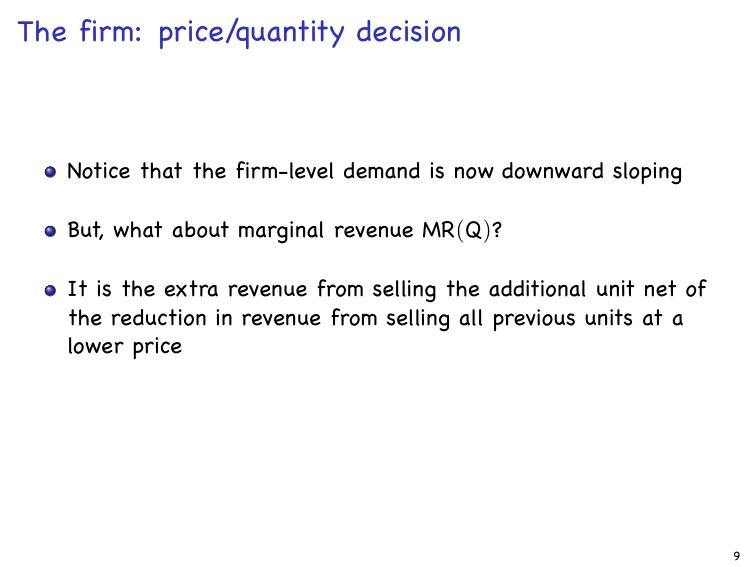 The firm: price/quantity decision
Notice that the firm-level demand is now downward sloping
But, what about marginal revenue MR(Q)?
It is the extra revenue from selling the additional unit net of
the reduction in revenue from selling all previous units at a
lower price
9